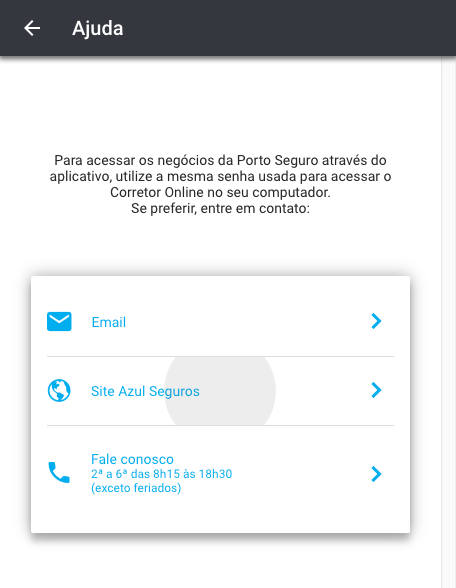 Ajuda
Para acessar os negócios da Porto Seguro através do
aplicativo, utilize a mesma senha usada para acessar o
Corretor Online no seu computador.
Se preferir, entre em contato:
Email
Site Azul Seguros
Fale conosco
2ª a 6ª das 8h15 às 18h30
(exceto feriados)